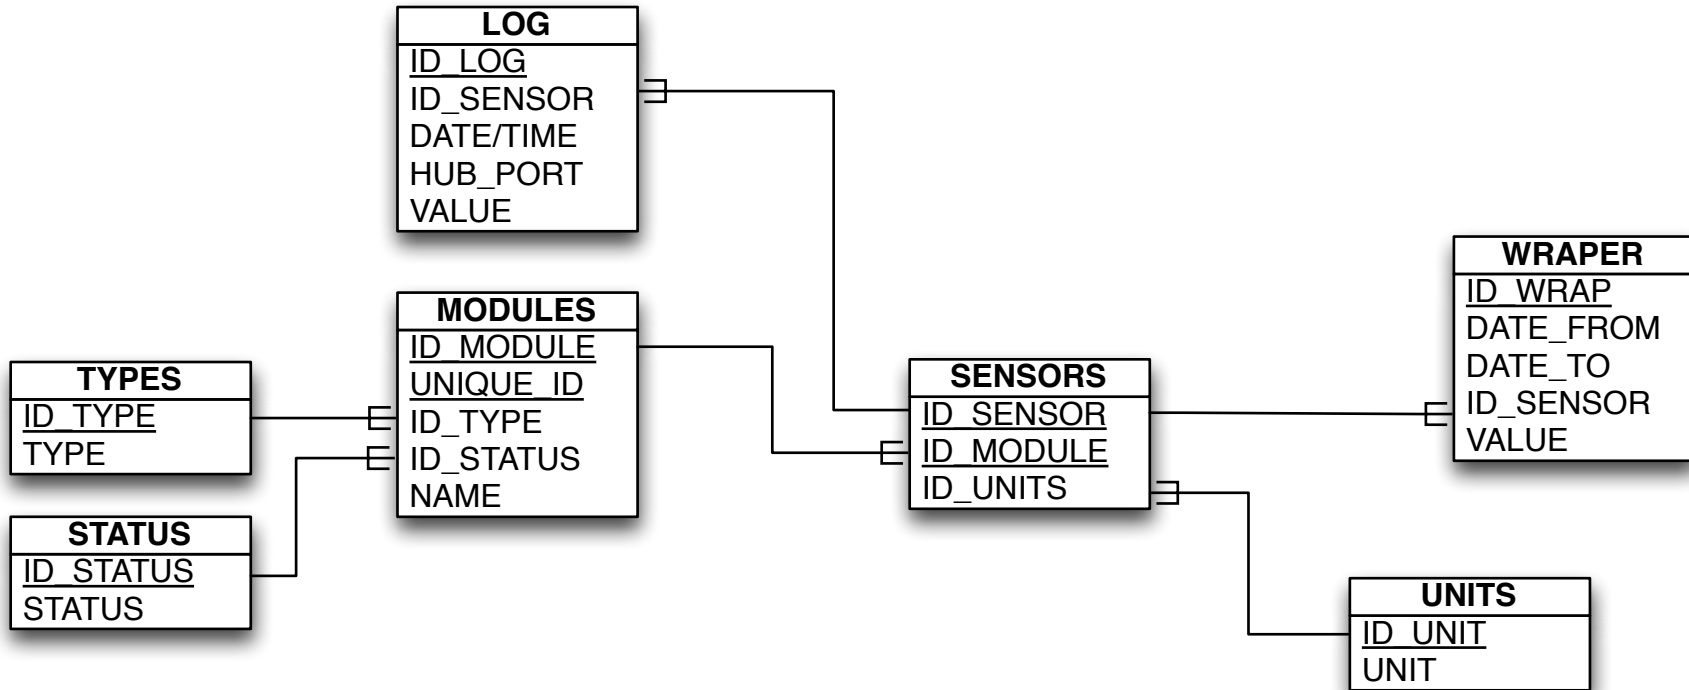 LOG
ID_LOG
ID_SENSOR
DATE/TIME
HUB_PORT
VALUE
MODULES
ID_MODULE
UNIQUE_ID
ID_TYPE
ID_STATUS
NAME
TYPES
ID_TYPE
TYPE
STATUS
ID_STATUS
STATUS
SENSORS
ID_SENSOR
ID_MODULE
ID_UNITS
WRAPER
ID_WRAP
DATE_FROM
DATE_TO
ID_SENSOR
VALUE
UNITS
ID_UNIT
UNIT